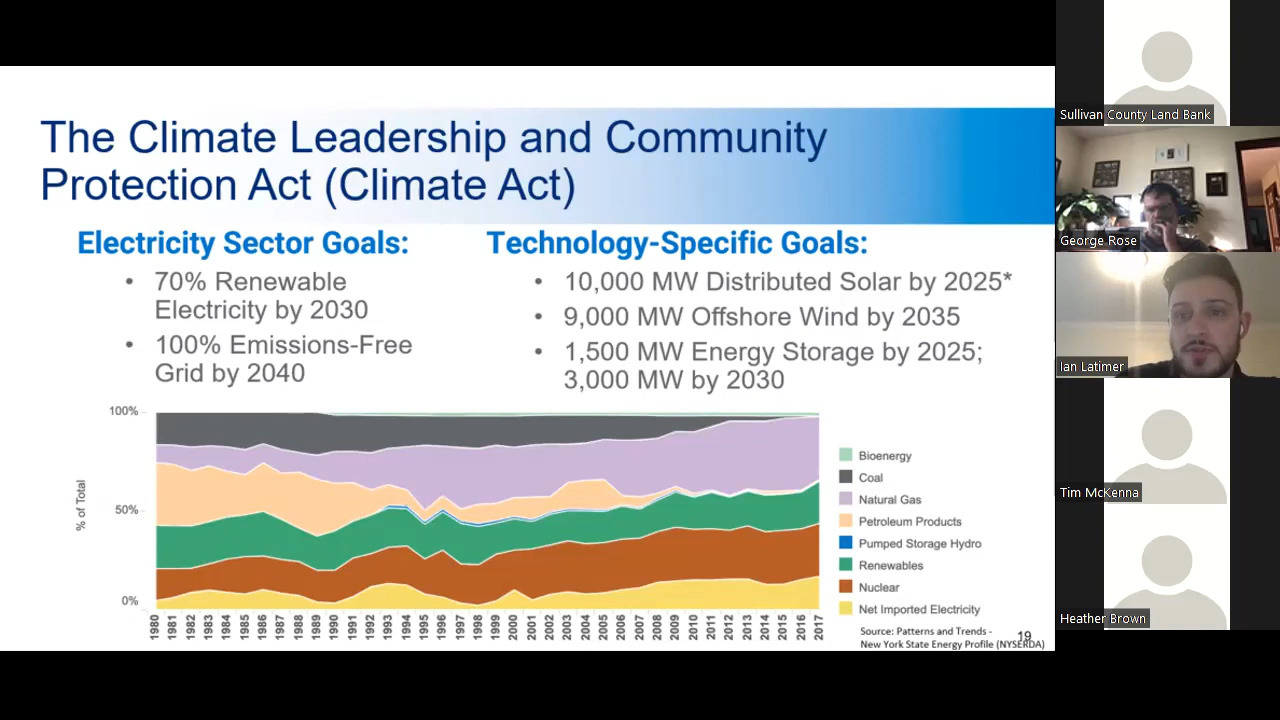 The Climate Leadership and Community
Protection Act (Climate Act)
Electricity Sector Goals:
• 70% Renewable
Electricity by 2030
• 100% Emissions-Free
Grid by 2040
Technology-Specific Goals:
• 10,000 MW Distributed Solar by 2025*
• 9,000 MW Offshore Wind by 2035
• 1,500 MW Energy Storage by 2025;
3,000 MW by 2030
100%
50%
0%
% of Total
1980 1981 1982 1983 1984 1985 1986 1987 1988 1989 1990 1991 1992 1993 1994 1995 1996 1997 1998 1999 2000 2001 2002 2003 2004 2005 2006 2007 2008 2009 2010 2011 2012 2013 2014 2015 2016 2017
Bioenergy
Coal
Natural Gas
Petroleum Products
Pumped Storage Hydro
Renewables
Nuclear
Net Imported Electricity
Source: Patterns and Trends -
New York State Energy Profile (NYSERDA)
19
Sullivan County Land Bank
George Rose
Ian Latimer
Tim McKenna
Heather Brown